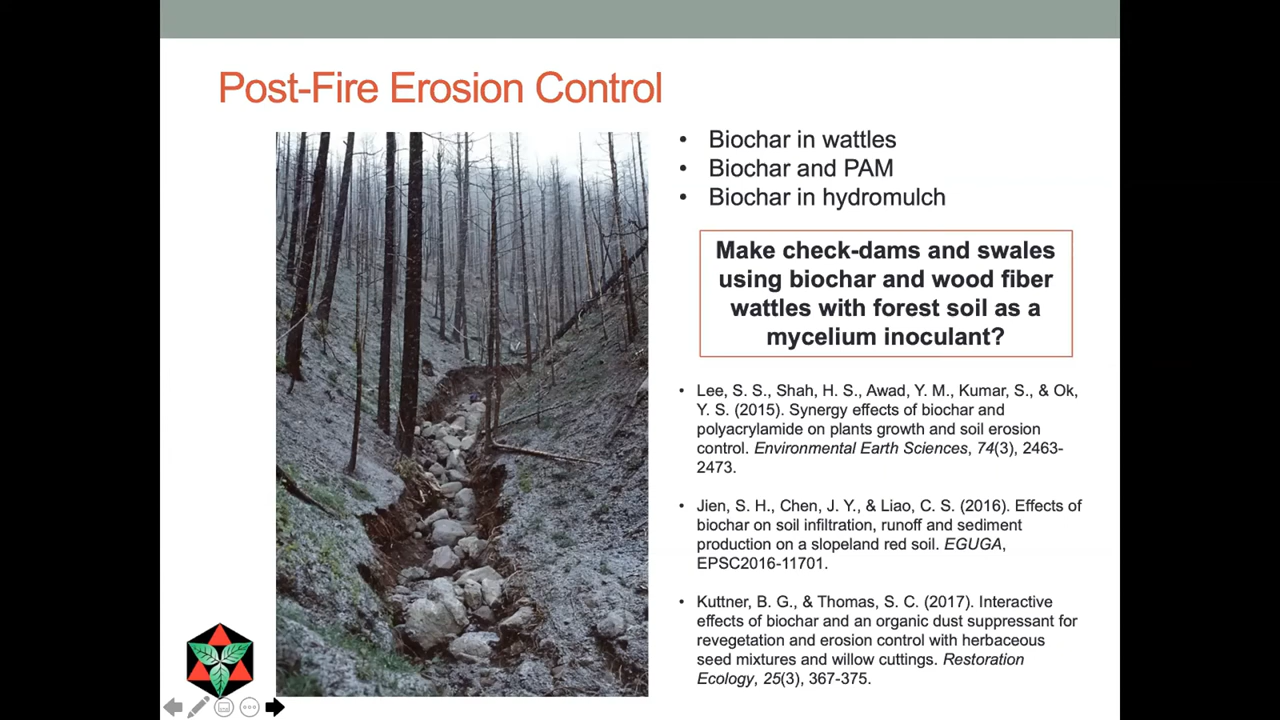 Post-Fire Erosion Control
• Biochar in wattles
• Biochar and PAM
• Biochar in hydromulch
Make check-dams and swales
using biochar and wood fiber
wattles with forest soil as a
mycelium inoculant?
• Lee, S. S., Shah, H. S., Awad, Y. M., Kumar, S., & Ok,
Y. S. (2015). Synergy effects of biochar and
polyacrylamide on plants growth and soil erosion
control. Environmental Earth Sciences, 74(3), 2463-
2473.
• Jien, S. H., Chen, J. Y., & Liao, C. S. (2016). Effects of
biochar on soil infiltration, runoff and sediment
production on a slopeland red soil. EGUGA,
EPSC2016-11701.
• Kuttner, B. G., & Thomas, S. C. (2017). Interactive
effects of biochar and an organic dust suppressant for
revegetation and erosion control with herbaceous
seed mixtures and willow cuttings. Restoration
Ecology, 25(3), 367-375.